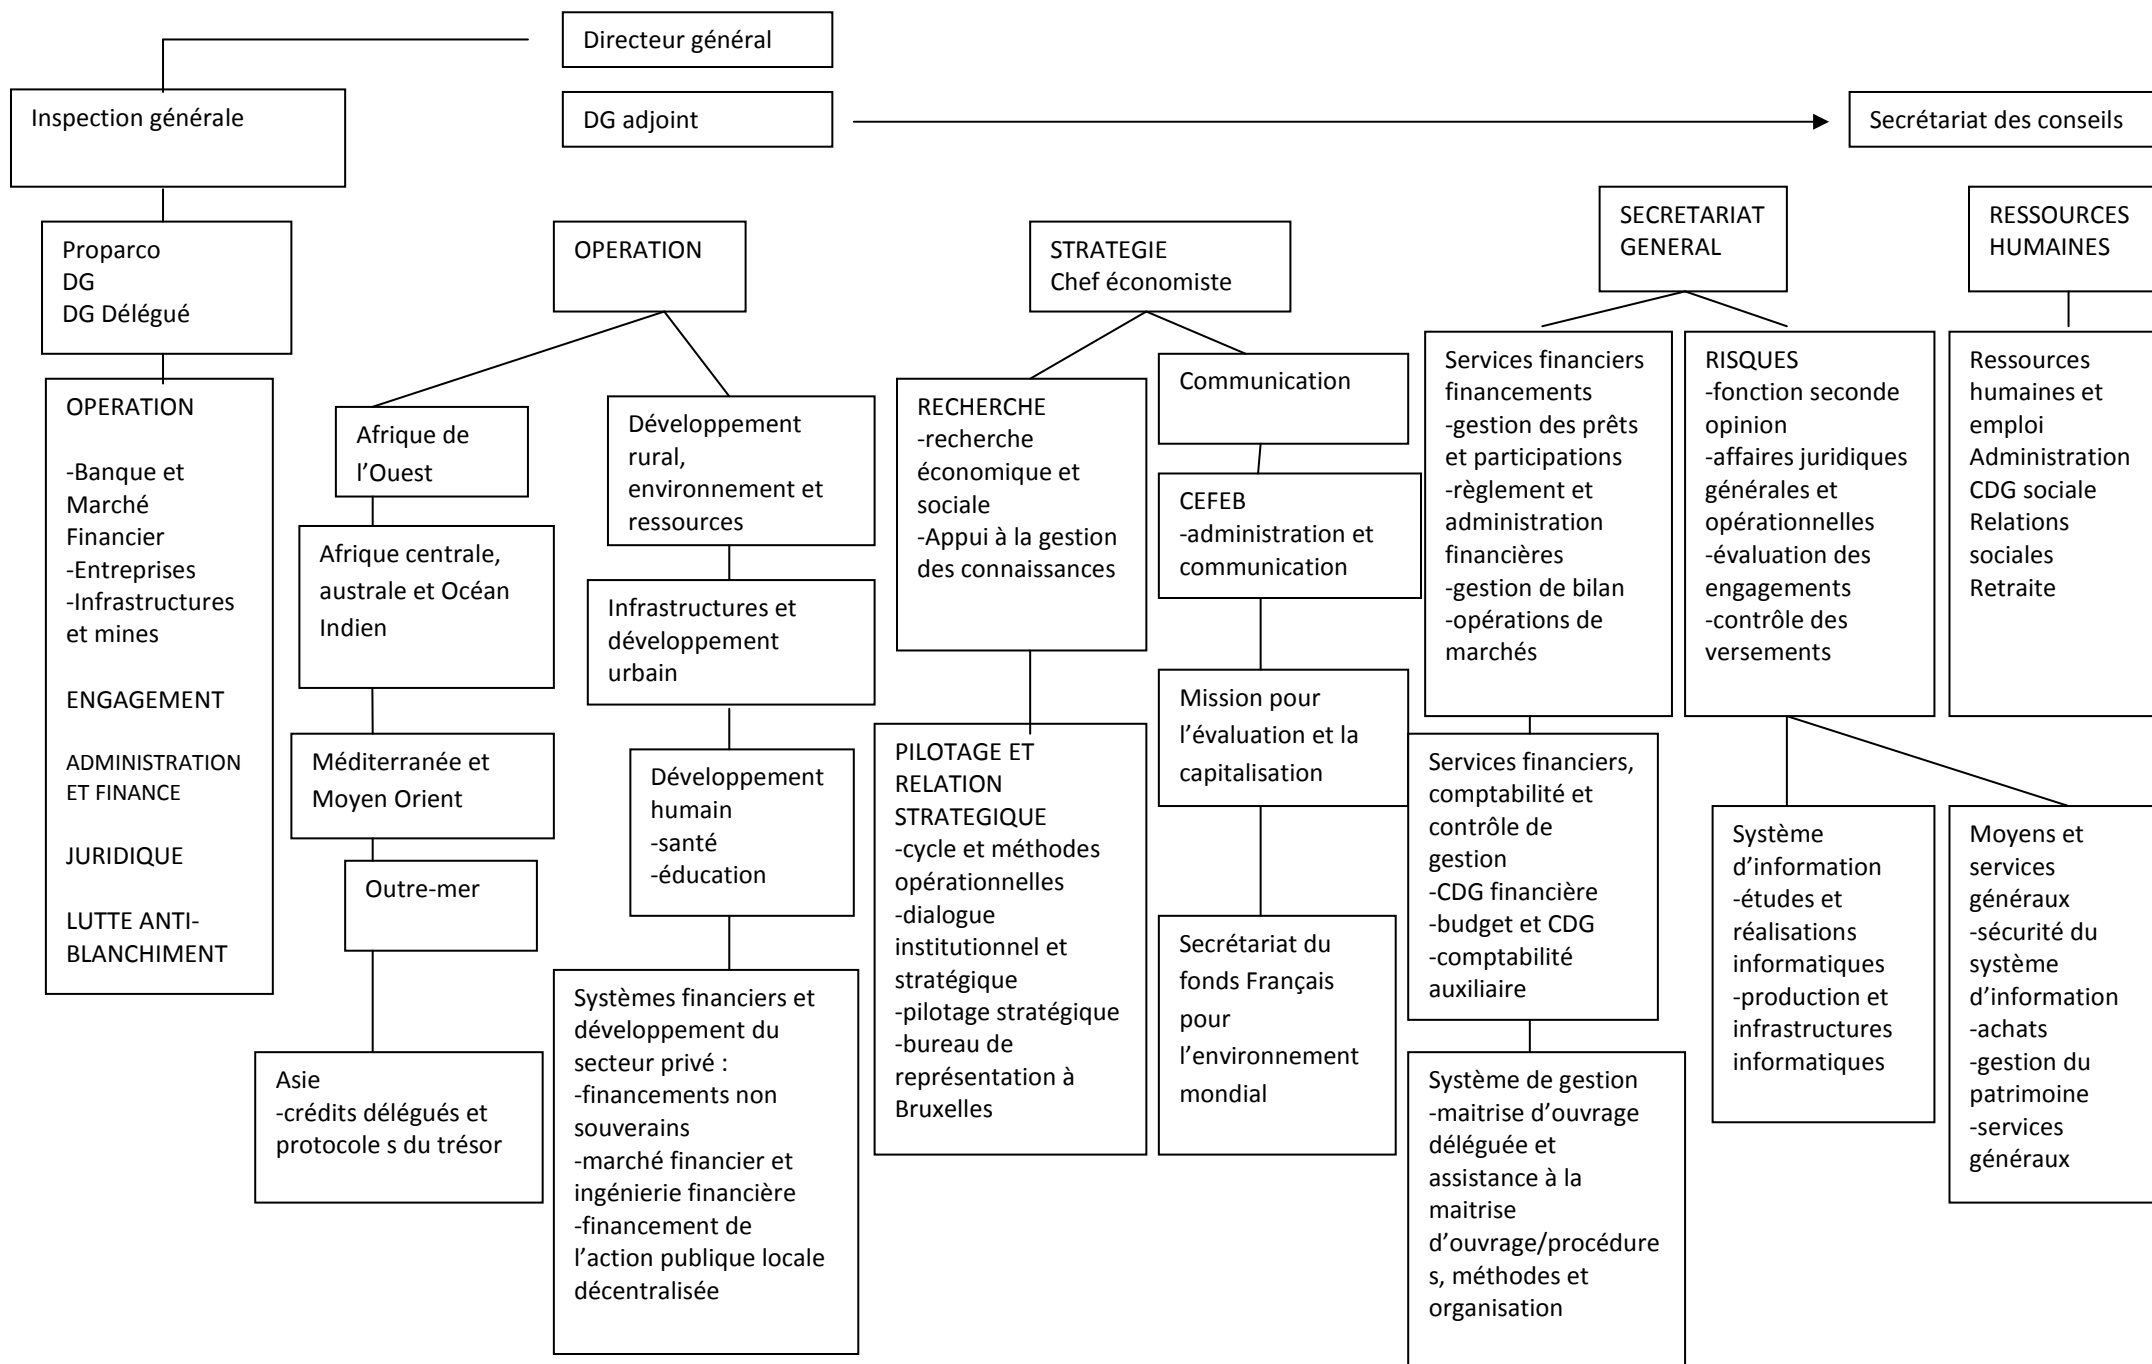 Directeur général
Inspection générale
DG adjoint
Secrétariat des conseils
Proparco
DG
DG Délégué
OPERATION
-Banque et
Marché
Financier
-Entreprises
-Infrastructures
et mines
ENGAGEMENT
ADMINISTRATION
ET FINANCE
JURIDIQUE
LUTTE ANTI-
BLANCHIMENT
OPERATION
Afrique de
l’Ouest
Afrique centrale,
australe et Océan
Indien
Méditerranée et
Moyen Orient
Outre-mer
Asie
-crédits délégués et
protocole s du trésor
Développement
rural,
environnement et
ressources
Infrastructures et
développement
urbain
Développement
humain
-santé
-éducation
Systèmes financiers et
développement du
secteur privé :
-financements non
souverains
-marché financier et
ingénierie financière
-financement de
l’action publique locale
décentralisée
STRATEGIE
Chef économiste
RECHERCHE
-recherche
économique et
sociale
-Appui à la gestion
des connaissances
PILOTAGE ET
RELATION
STRATEGIQUE
-cycle et méthodes
opérationnelles
-dialogue
institutionnel et
stratégique
-pilotage stratégique
-bureau de
représentation à
Bruxelles
Communication
CEFEB
-administration et
communication
Mission pour
l’évaluation et la
capitalisation
Secrétariat du
fonds Français
pour
l’environnement
mondial
SECRETARIAT
GENERAL
Services financiers
financements
-gestion des prêts
et participations
-règlement et
administration
financières
-gestion de bilan
-opérations de
marchés
Services financiers,
comptabilité et
contrôle de
gestion
-CDG financière
-budget et CDG
-comptabilité
auxiliaire
Système de gestion
-maitrise d’ouvrage
déléguée et
assistance à la
maitrise
d’ouvrage/procédure
s, méthodes et
organisation
RISQUES
-fonction seconde
opinion
-affaires juridiques
générales et
opérationnelles
-évaluation des
engagements
-contrôle des
versements
Système
d’information
-études et
réalisations
informatiques
-production et
infrastructures
informatiques
Moyens et
services
généraux
-sécurité du
système
d’information
-achats
-gestion du
patrimoine
-services
généraux
RESSOURCES
HUMAINES
Ressources
humaines et
emploi
Administration
CDG sociale
Relations
sociales
Retraite